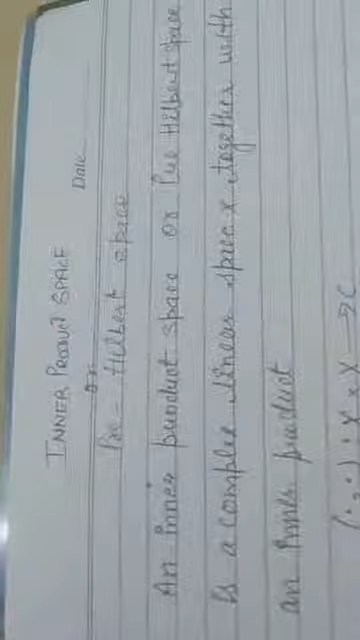 INNER PRODUCT SPACE
Date
or
Pre - Hilbert space
An inner product space or Pre Hilbert space
is a complex linear space x together with
an inner product
(·,·) : X × X → C